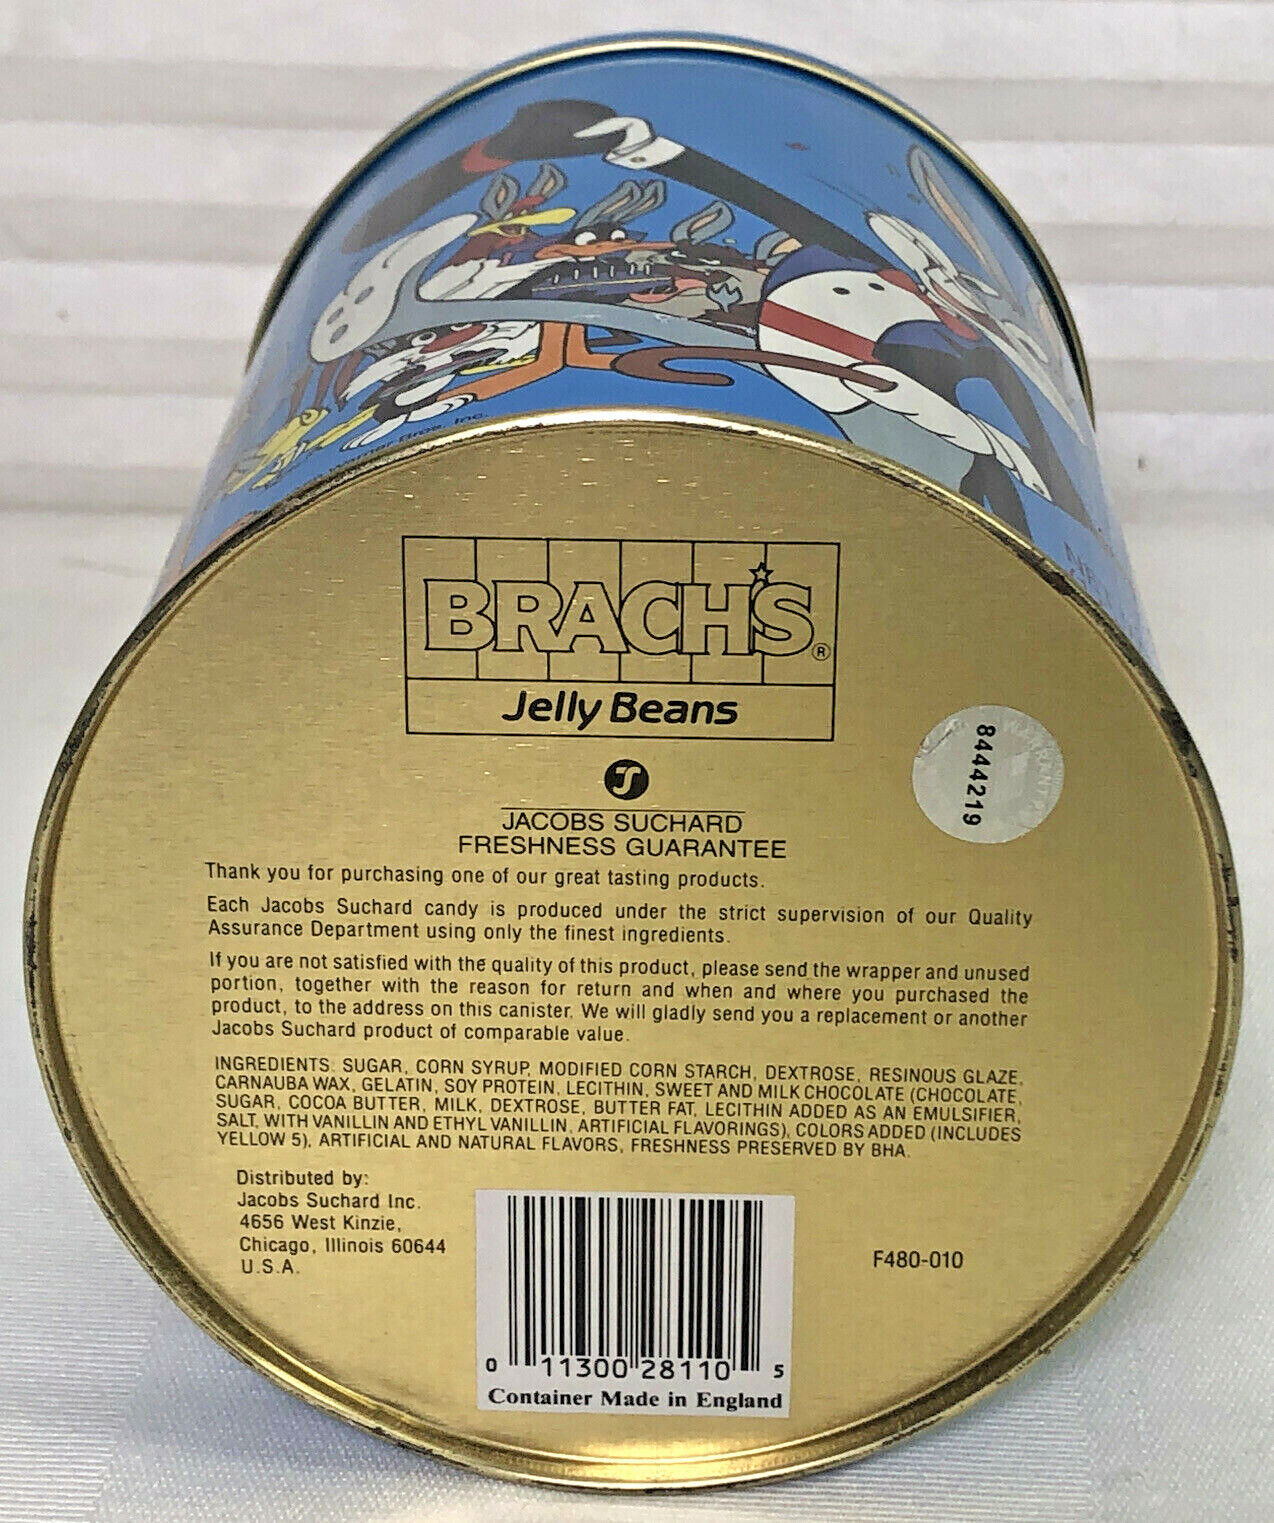 Warner Bros. Inc.
BRACH'S®
Jelly Beans
8444219
JACOBS SUCHARD
FRESHNESS GUARANTEE
Thank you for purchasing one of our great tasting products.
Each Jacobs Suchard candy is produced under the strict supervision of our Quality
Assurance Department using only the finest ingredients.
If you are not satisfied with the quality of this product, please send the wrapper and unused
portion, together with the reason for return and when and where you purchased the
product, to the address on this canister. We will gladly send you a replacement or another
Jacobs Suchard product of comparable value.
INGREDIENTS: SUGAR, CORN SYRUP, MODIFIED CORN STARCH, DEXTROSE, RESINOUS GLAZE,
CARNAUBA WAX, GELATIN, SOY PROTEIN, LECITHIN, SWEET AND MILK CHOCOLATE (CHOCOLATE,
SUGAR, COCOA BUTTER, MILK, DEXTROSE, BUTTER FAT, LECITHIN ADDED AS AN EMULSIFIER,
SALT, WITH VANILLIN AND ETHYL VANILLIN, ARTIFICIAL FLAVORINGS), COLORS ADDED (INCLUDES
YELLOW 5), ARTIFICIAL AND NATURAL FLAVORS, FRESHNESS PRESERVED BY BHA.
Distributed by:
Jacobs Suchard Inc.
4656 West Kinzie,
Chicago, Illinois 60644
U.S.A.
F480-010
0 11300 28110 5
Container Made in England